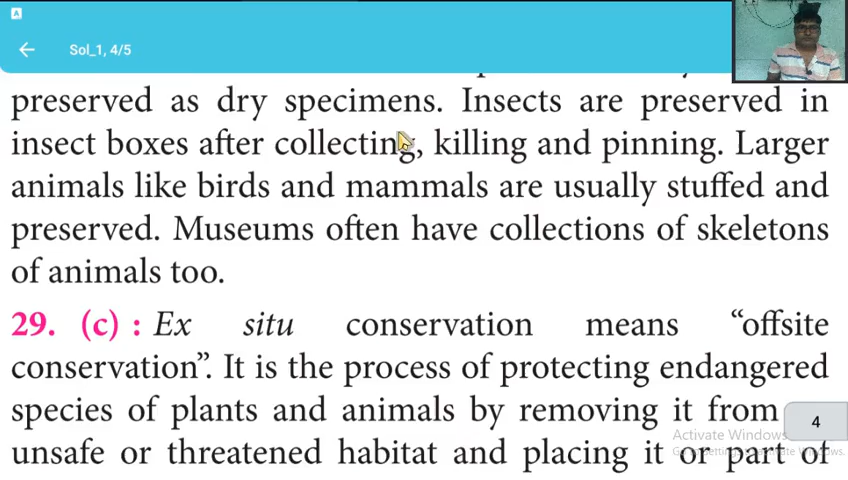 A
Sol_1, 4/5
preserved as dry specimens. Insects are preserved in
insect boxes after collecting, killing and pinning. Larger
animals like birds and mammals are usually stuffed and
preserved. Museums often have collections of skeletons
of animals too.
29. (c) : Ex situ conservation means “offsite
conservation”. It is the process of protecting endangered
species of plants and animals by removing it from
4
Activate Windows
unsafe or threatened habitat and placing it or part of